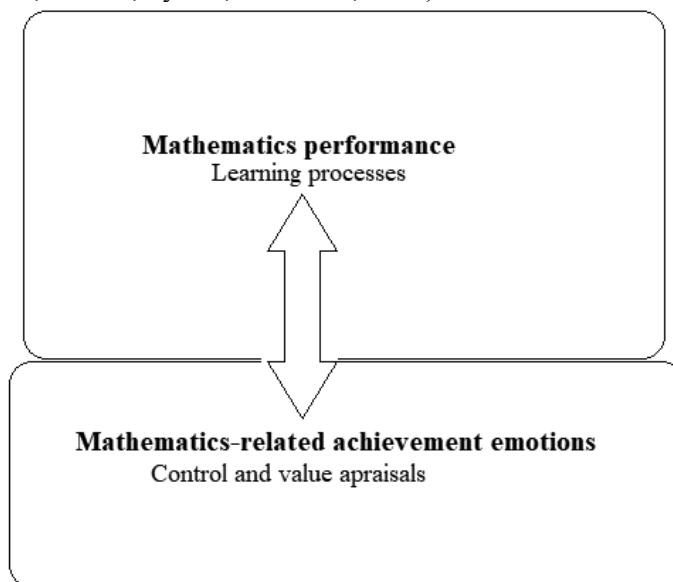 Mathematics performance
Learning processes
Mathematics-related achievement emotions
Control and value apraisals